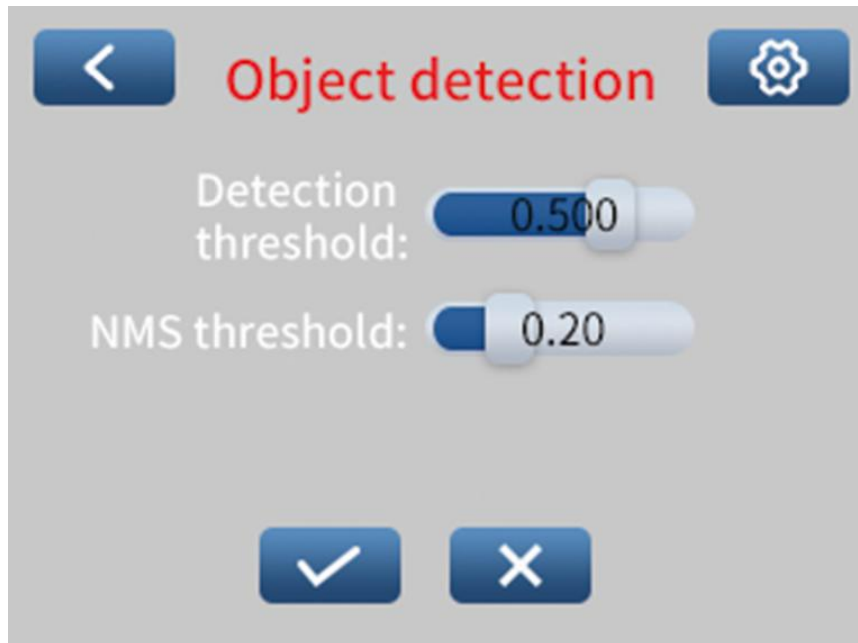 Object detection
Detection
threshold:
0.500
NMS threshold:
0.20